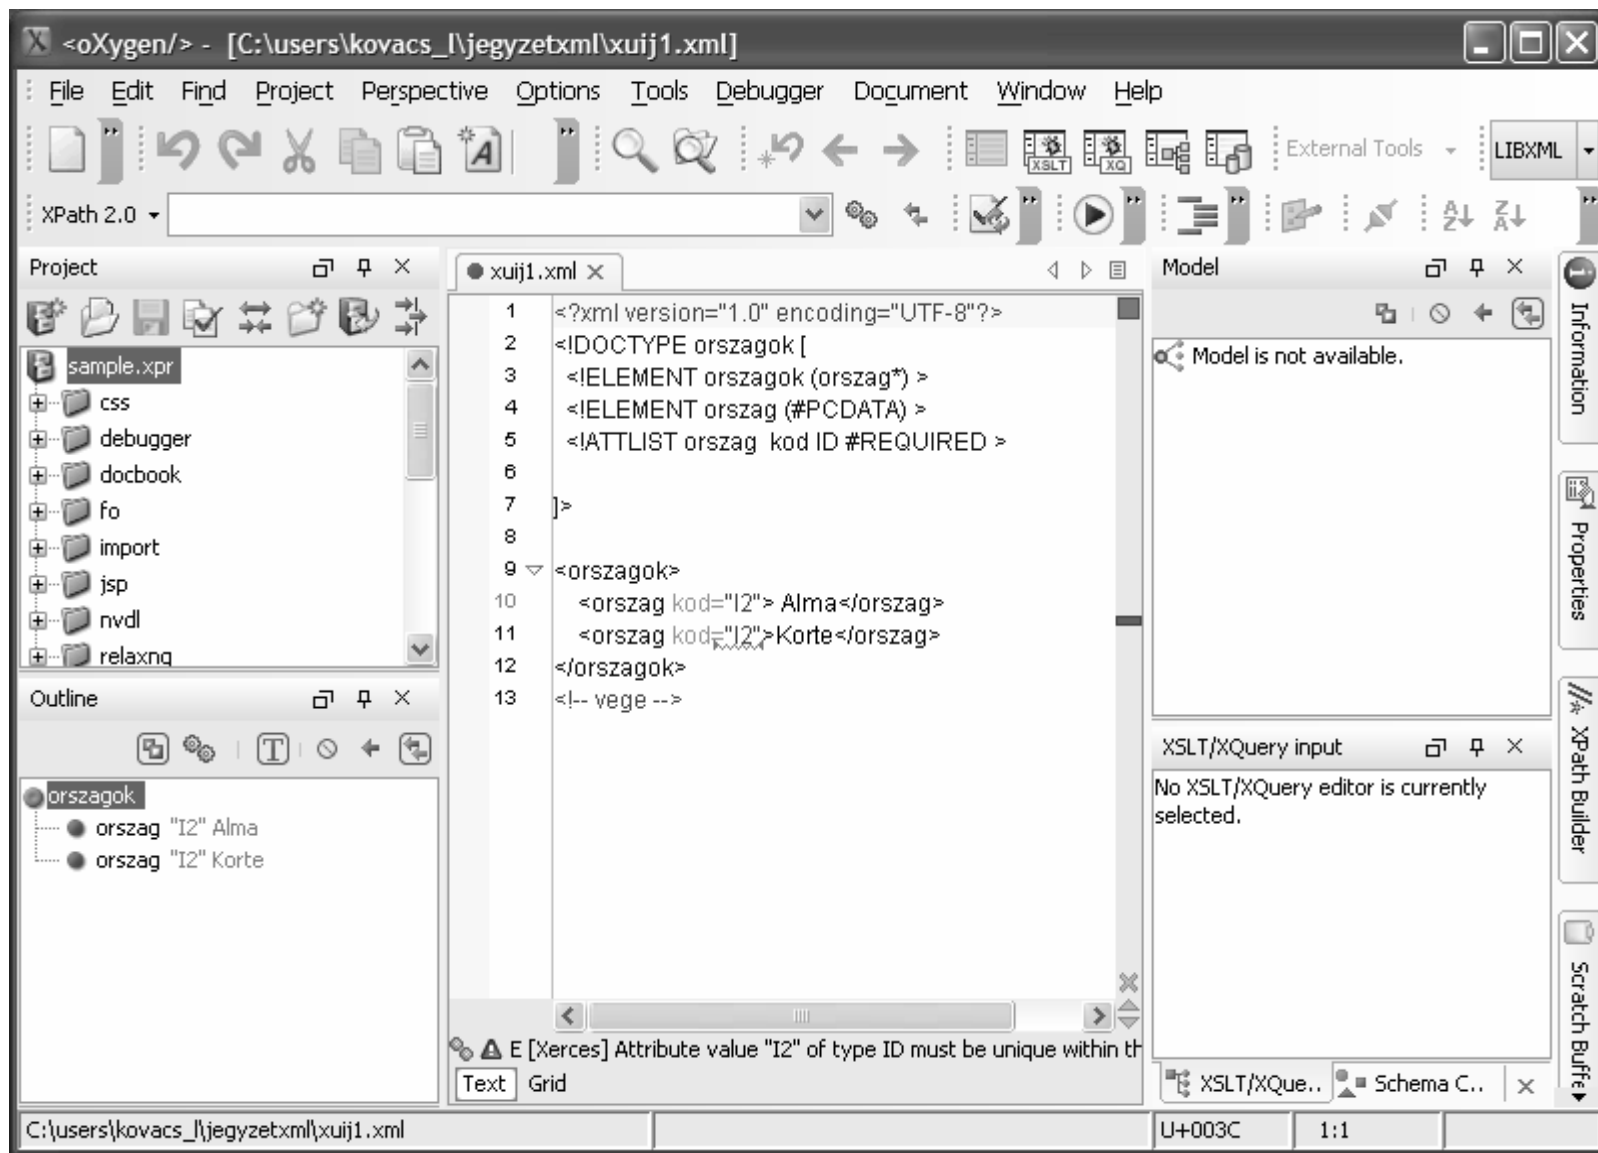 <oXygen/> - [C:\users\kovacs_l\jegyzetxml\xuij1.xml]
File Edit Find Project Perspective Options Tools Debugger Document Window Help
XSLT XQ External Tools LIBXML
XPath 2.0
Project
sample.xpr
css
debugger
docbook
fo
import
jsp
nvdl
relaxng
Outline
orszagok
orszag "I2" Alma
orszag "I2" Korte
xuij1.xml
1 <?xml version="1.0" encoding="UTF-8"?>
2 <!DOCTYPE orszagok [
3 <!ELEMENT orszagok (orszag*) >
4 <!ELEMENT orszag (#PCDATA) >
5 <!ATTLIST orszag  kod ID #REQUIRED >
6
7 ]>
8
9 <orszagok>
10 <orszag kod="I2"> Alma</orszag>
11 <orszag kod="I2">Korte</orszag>
12 </orszagok>
13 <!-- vege -->
E [Xerces] Attribute value "I2" of type ID must be unique within th
Text Grid
Model
Model is not available.
XSLT/XQuery input
No XSLT/XQuery editor is currently
selected.
XSLT/XQue.. Schema C..
Information
Properties
XPath Builder
Scratch Buffe
C:\users\kovacs_l\jegyzetxml\xuij1.xml U+003C 1:1